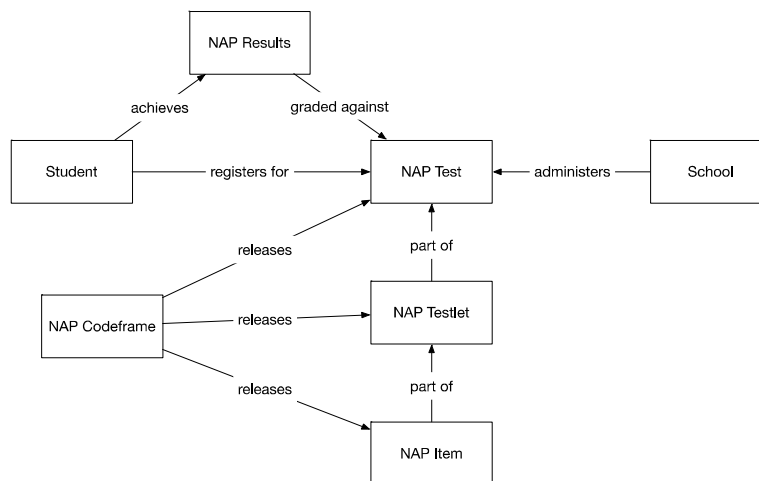 NAP Results
achieves
graded against
Student
registers for
NAP Test
administers
School
releases
part of
NAP Codeframe
releases
NAP Testlet
releases
part of
NAP Item